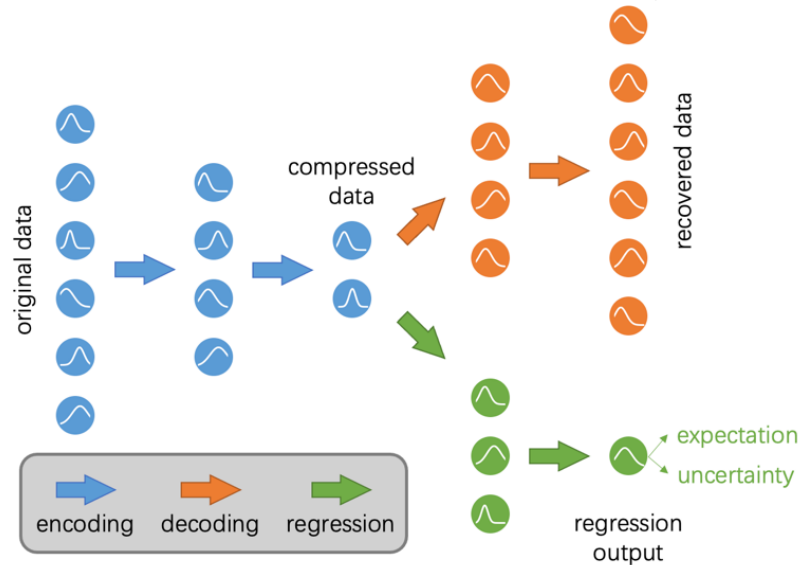 original data
compressed
data
recovered data
expectation
uncertainty
regression
output
encoding
decoding
regression